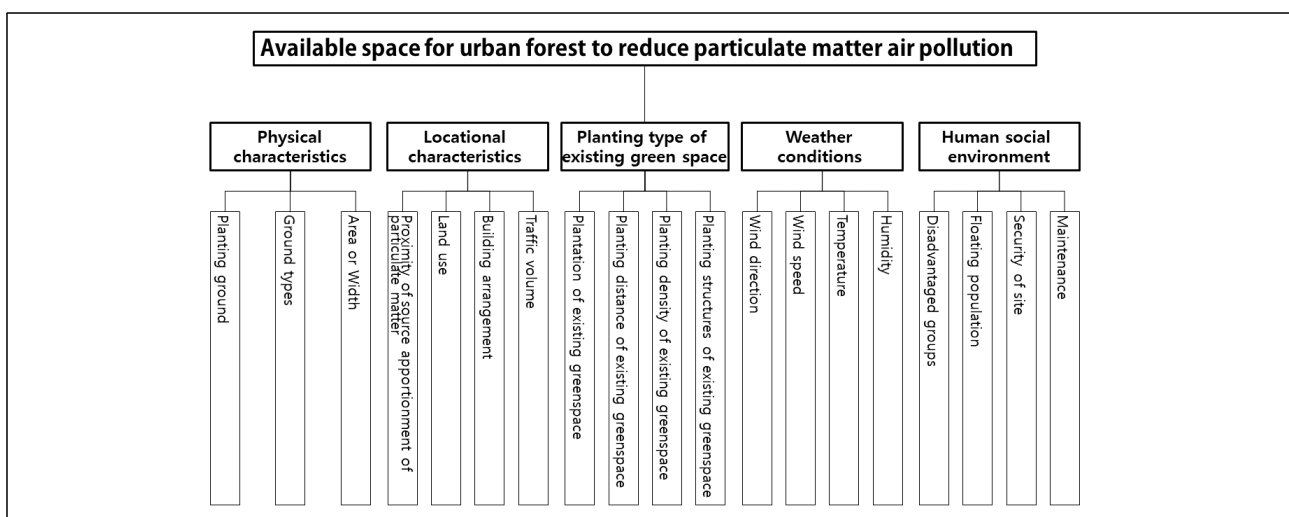 Available space for urban forest to reduce particulate matter air pollution
Physical
characteristics
Locational
characteristics
Planting type of
existing green space
Weather
conditions
Human social
environment
Planting ground
Ground types
Area or Width
Proximity of source apportionment of
particulate matter
Land use
Building arrangement
Traffic volume
Plantation of existing greenspace
Planting distance of existing greenspace
Planting density of existing greenspace
Planting structures of existing greenspace
Wind direction
Wind speed
Temperature
Humidity
Disadvantaged groups
Floating population
Security of site
Maintenance